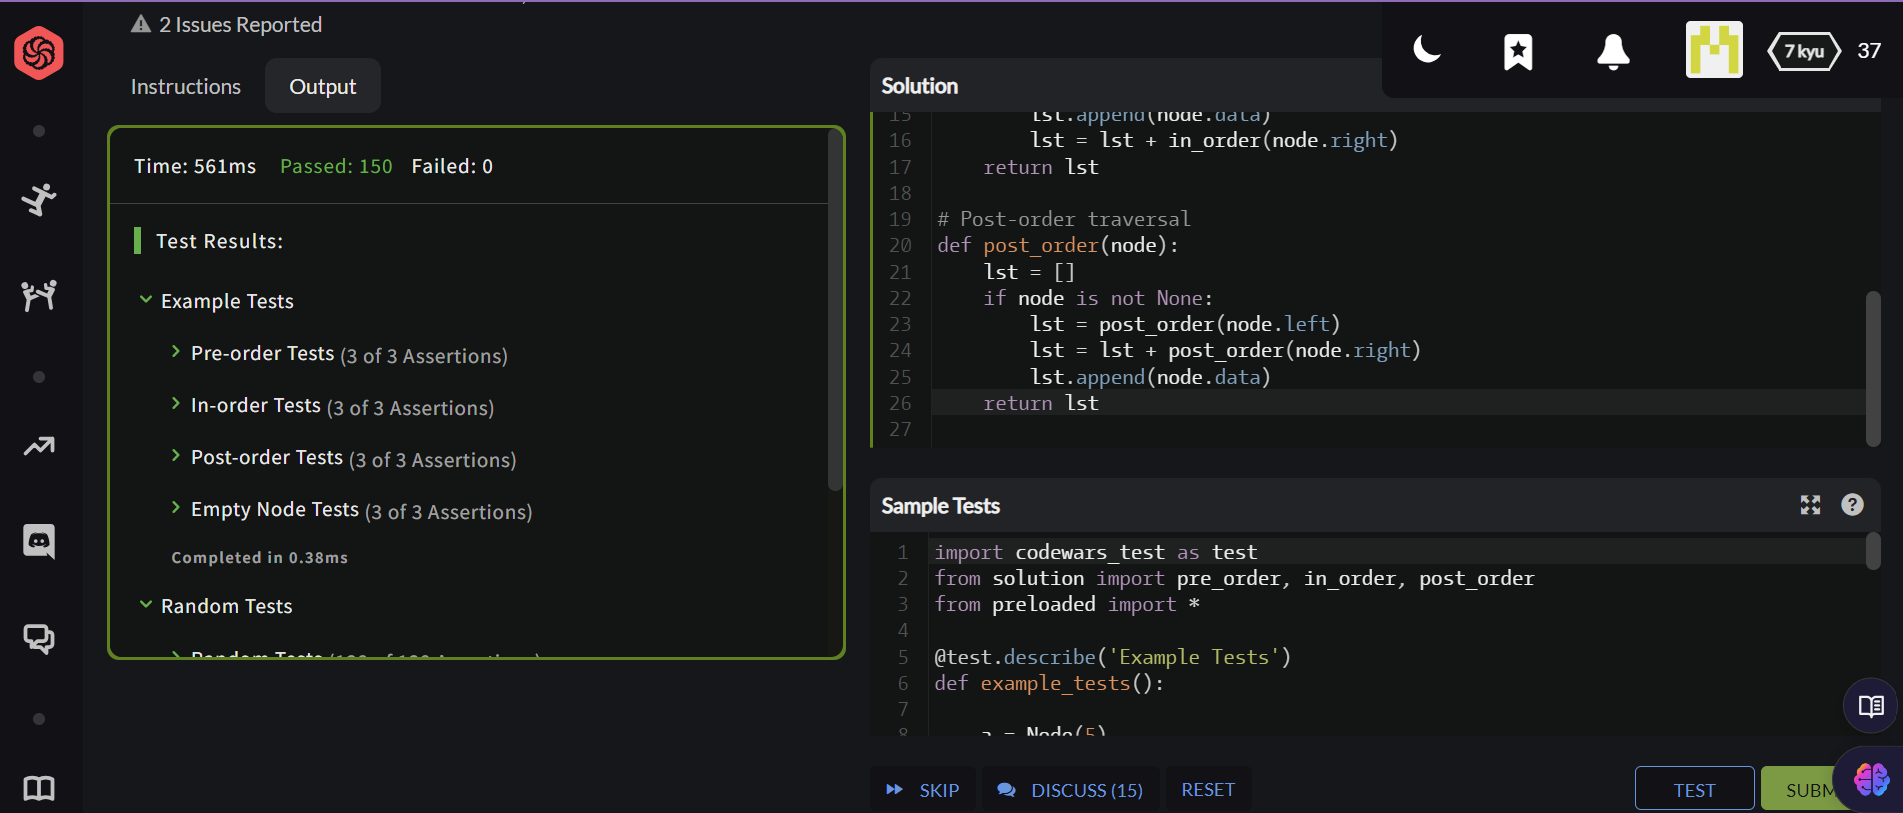 2 Issues Reported
Instructions
Output
Time: 561ms Passed: 150 Failed: 0
Test Results:
Example Tests
Pre-order Tests (3 of 3 Assertions)
In-order Tests (3 of 3 Assertions)
Post-order Tests (3 of 3 Assertions)
Empty Node Tests (3 of 3 Assertions)
Completed in 0.38ms
Random Tests
Random Tests
7 kyu
37
Solution
15         lst.append(node.data)
16         lst = lst + in_order(node.right)
17     return lst
18
19 # Post-order traversal
20 def post_order(node):
21     lst = []
22     if node is not None:
23         lst = post_order(node.left)
24         lst = lst + post_order(node.right)
25         lst.append(node.data)
26     return lst
27
Sample Tests
1 import codewars_test as test
2 from solution import pre_order, in_order, post_order
3 from preloaded import *
4
5 @test.describe('Example Tests')
6 def example_tests():
7
8     a = Node(5)
SKIP
DISCUSS (15)
RESET
TEST
SUBM